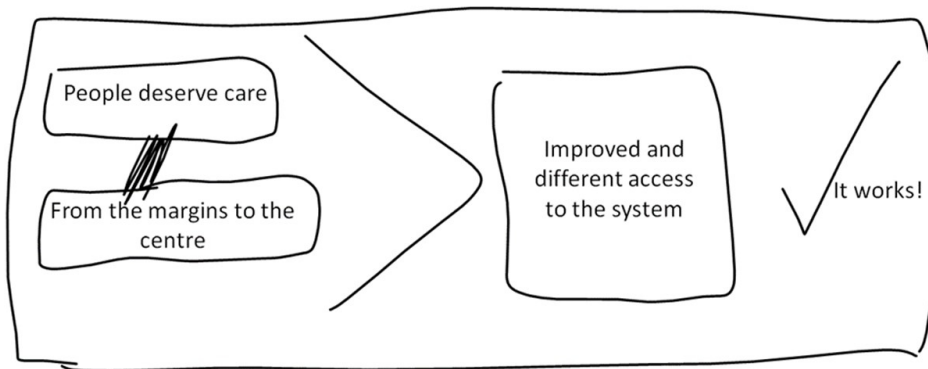 People deserve care
From the margins to the
centre
Improved and
different access
to the system
It works!